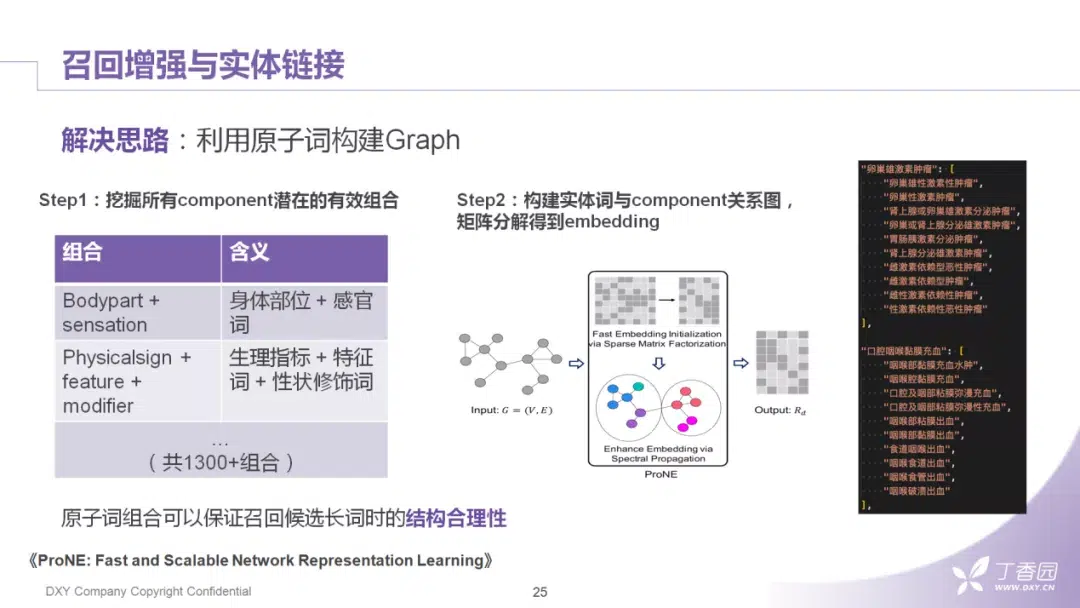 召回增强与实体链接
解决思路：利用原子词构建Graph
Step1：挖掘所有component潜在的有效组合
组合 含义
Bodypart + sensation 身体部位 + 感官词
Physicalsign + feature + modifier 生理指标 + 特征词 + 性状修饰词
…
（共1300+组合）
Step2：构建实体词与component关系图，
矩阵分解得到embedding
Fast Embedding Initialization
via Sparse Matrix Factorization
Input: G = (V, E)
Output: R_d
Enhance Embedding via
Spectral Propagation
ProNE
"卵巢雄激素肿瘤": [
"卵巢雄性激素性肿瘤",
"卵巢性激素肿瘤",
"肾上腺或卵巢雄激素分泌肿瘤",
"卵巢或肾上腺分泌雄激素肿瘤",
"胃肠胰激素分泌肿瘤",
"肾上腺分泌雄激素肿瘤",
"雌激素依赖型恶性肿瘤",
"雌激素依赖型肿瘤",
"雌性激素依赖性肿瘤",
"性激素依赖性恶性肿瘤"
],
"口腔咽喉黏膜充血": [
"咽喉部黏膜充血水肿",
"咽喉腔黏膜充血",
"口腔及咽部粘膜弥漫充血",
"口腔及咽部粘膜弥漫性充血",
"咽喉部粘膜出血",
"咽喉部黏膜出血",
"食道咽喉出血",
"咽喉食道出血",
"咽喉食管出血",
"咽喉破溃出血"
],
原子词组合可以保证召回候选长词时的结构合理性
《ProNE: Fast and Scalable Network Representation Learning》
DXY Company Copyright Confidential
25
丁香园
WWW.DXY.CN